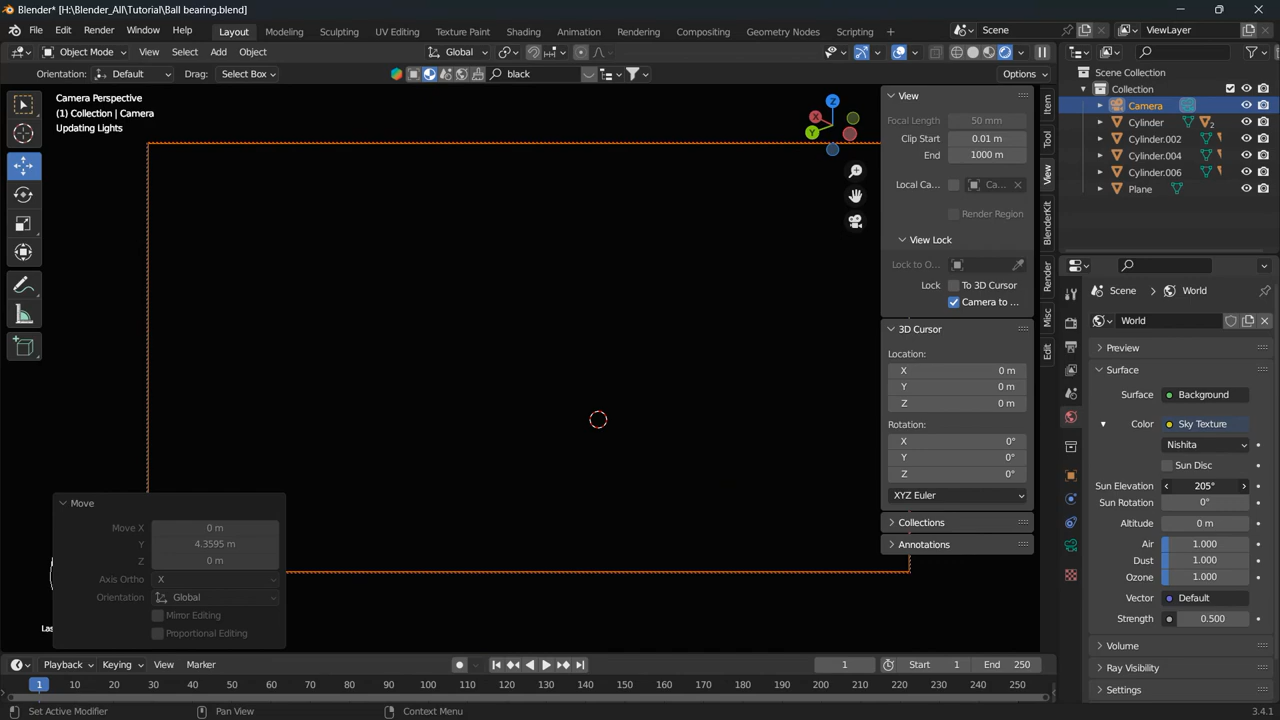 Blender* [H:\Blender_All\Tutorial\Ball bearing.blend]
File Edit Render Window Help
Layout Modeling Sculpting UV Editing Texture Paint Shading Animation Rendering Compositing Geometry Nodes Scripting
Scene
ViewLayer
Object Mode View Select Add Object
Global
Orientation: Default Drag: Select Box
black
Options
Camera Perspective
(1) Collection | Camera
Updating Lights
X
Y
Z
View
Focal Length 50 mm
Clip Start 0.01 m
End 1000 m
Local Ca... Ca...
Render Region
View Lock
Lock to O...
Lock To 3D Cursor
Camera to ...
3D Cursor
Location:
X 0 m
Y 0 m
Z 0 m
Rotation:
X 0°
Y 0°
Z 0°
XYZ Euler
Collections
Annotations
Item
Tool
View
BlenderKit
Render
Misc
Edit
Scene Collection
Collection
Camera
Cylinder 2
Cylinder.002
Cylinder.004
Cylinder.006
Plane
Scene World
World
Preview
Surface
Surface Background
Color Sky Texture
Nishita
Sun Disc
Sun Elevation 205°
Sun Rotation 0°
Altitude 0 m
Air 1.000
Dust 1.000
Ozone 1.000
Vector Default
Strength 0.500
Volume
Ray Visibility
Settings
Move
Move X 0 m
Y 4.3595 m
Z 0 m
Axis Ortho X
Orientation Global
Mirror Editing
Proportional Editing
Playback Keying View Marker
1
Start 1
End 250
1 10 20 30 40 50 60 70 80 90 100 110 120 130 140 150 160 170 180 190 200 210 220 230 240 250
Set Active Modifier Pan View Context Menu
3.4.1